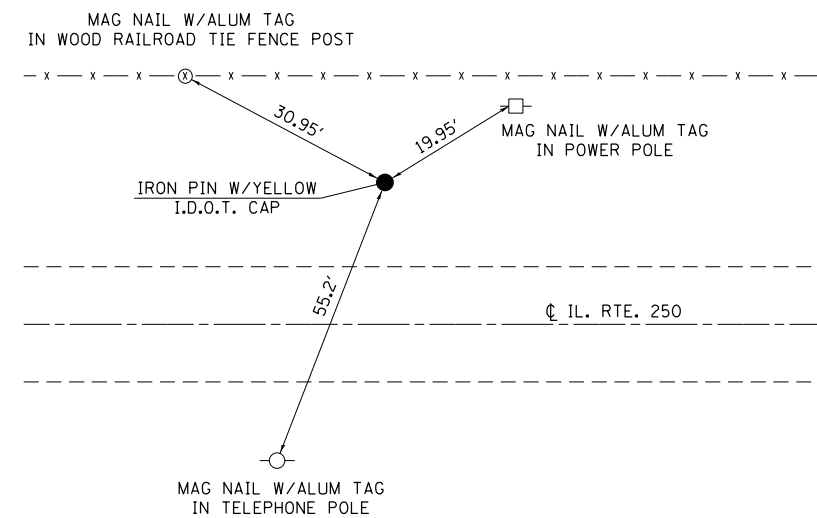 MAG NAIL W/ALUM TAG
IN WOOD RAILROAD TIE FENCE POST
30.95'
19.95'
MAG NAIL W/ALUM TAG
IN POWER POLE
IRON PIN W/YELLOW
I.D.O.T. CAP
55.2'
℄ IL. RTE. 250
MAG NAIL W/ALUM TAG
IN TELEPHONE POLE